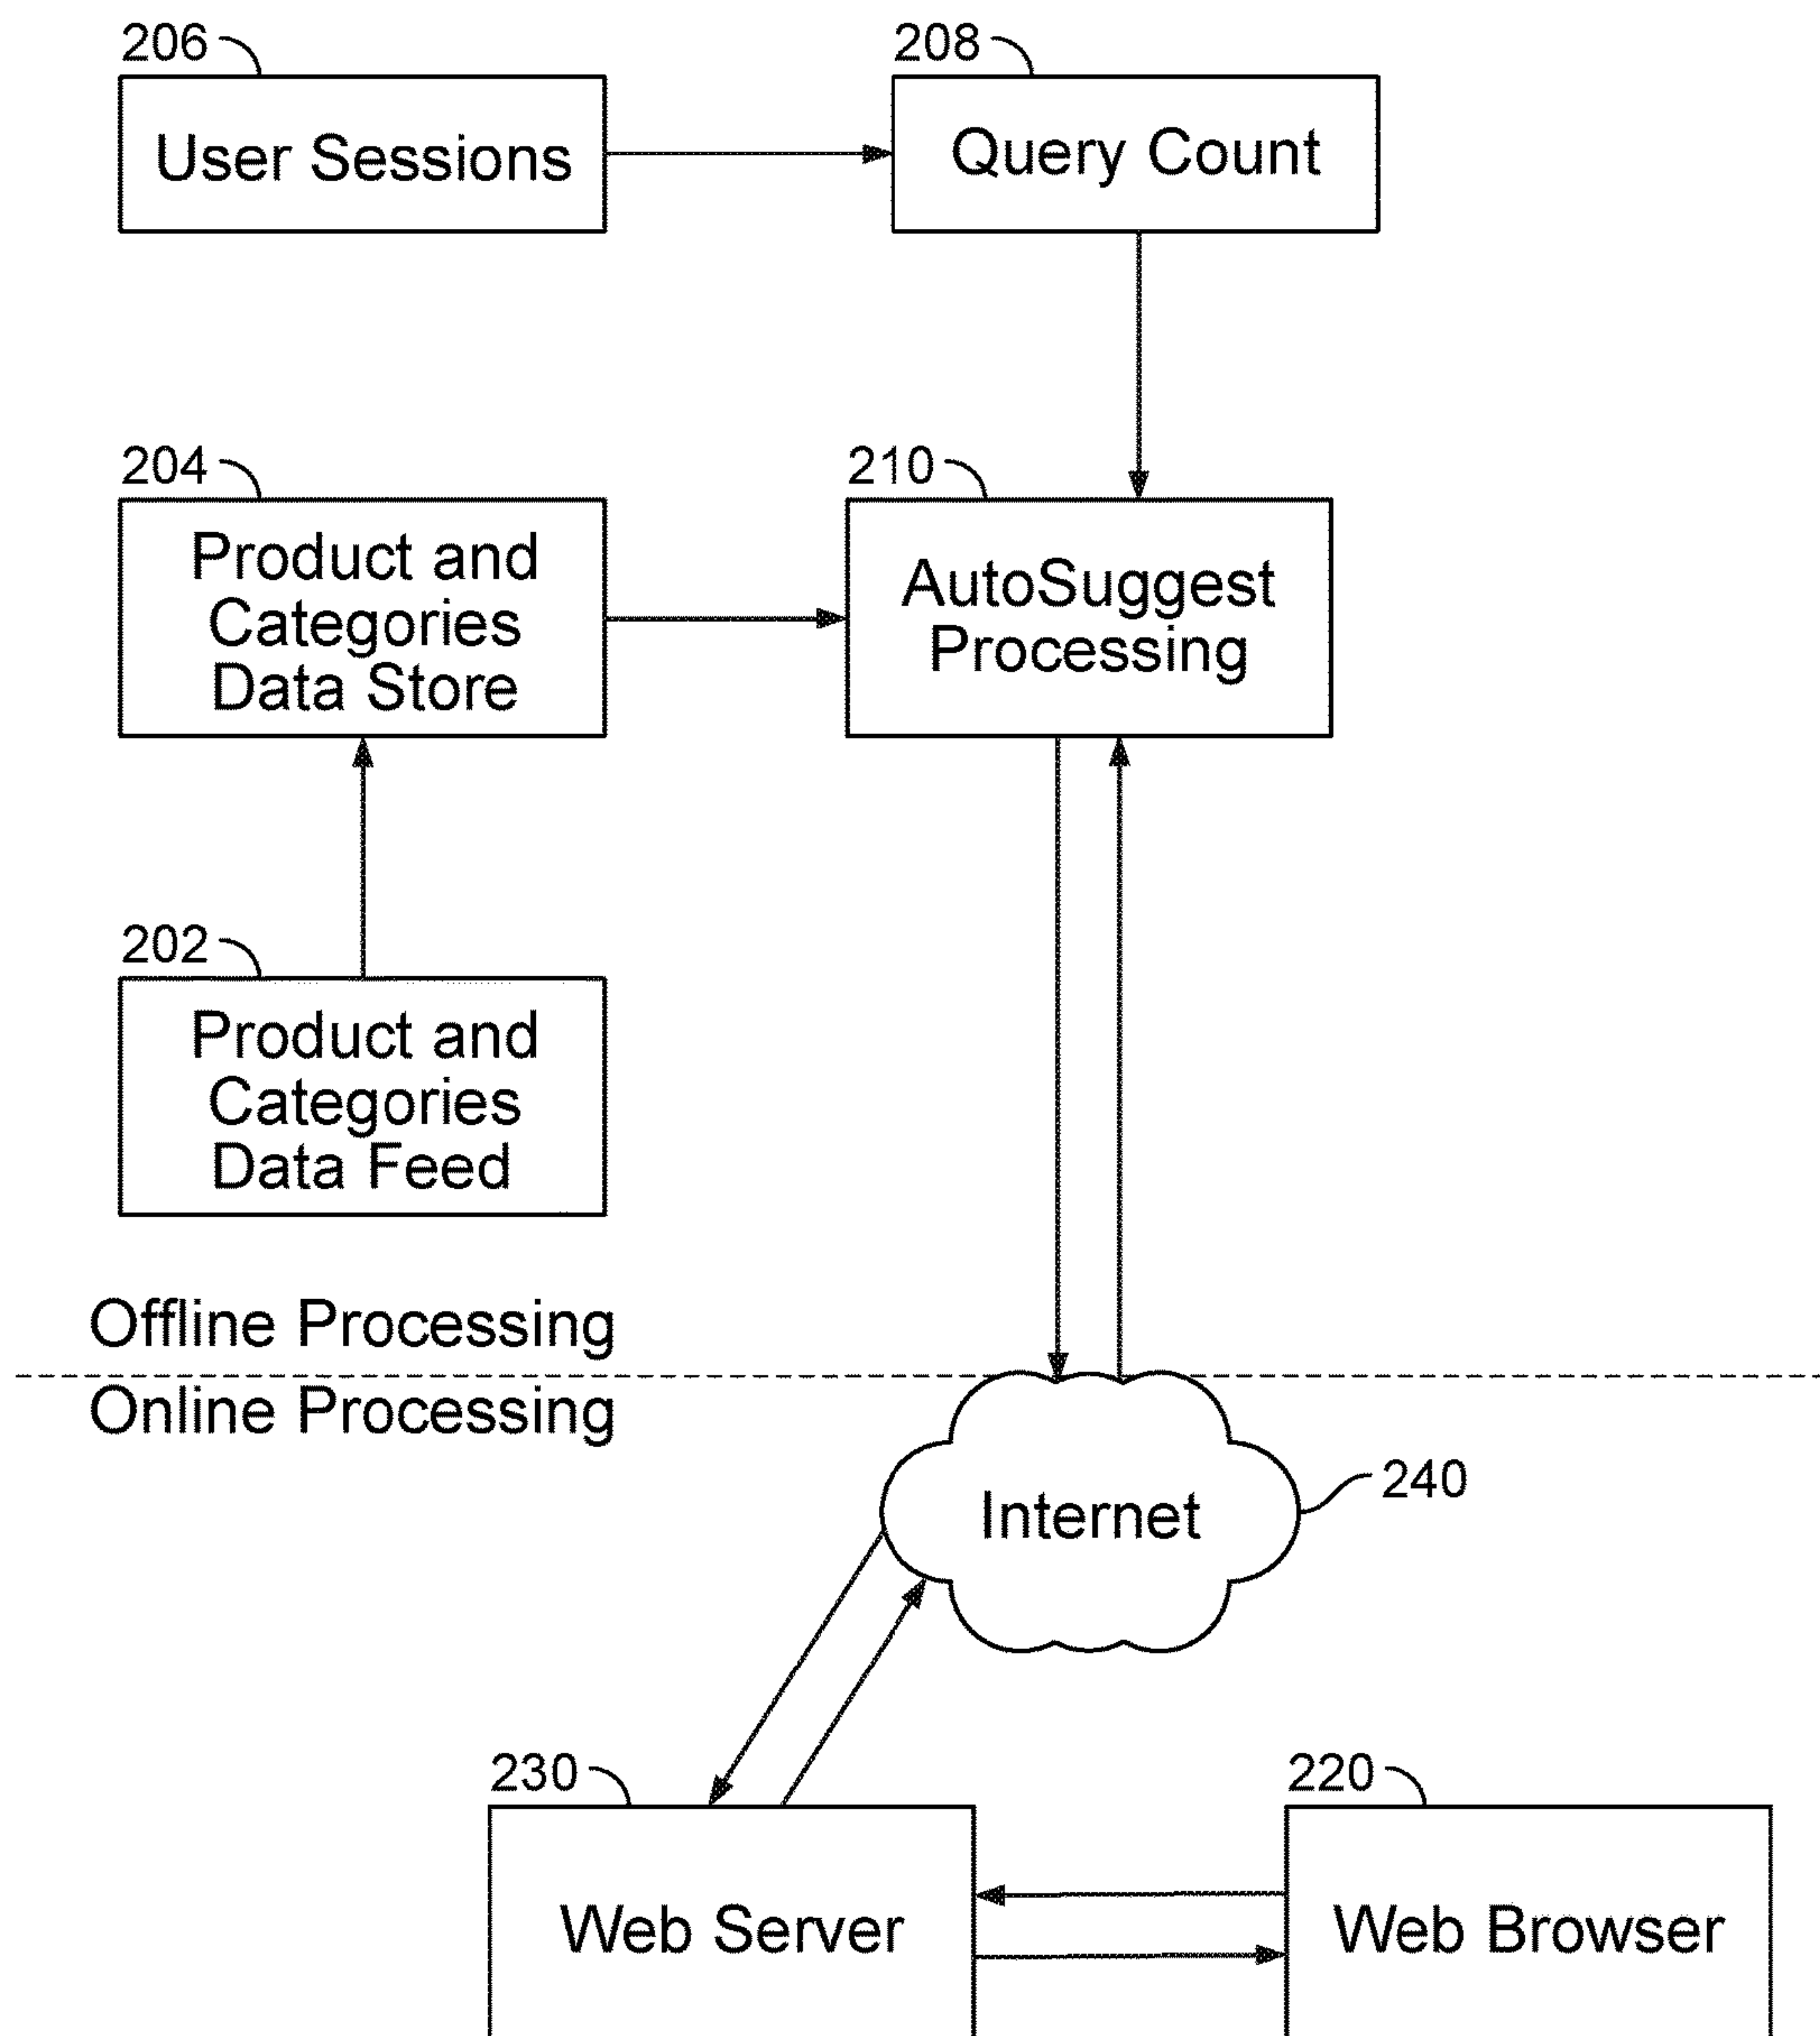 206
208
User Sessions
Query Count
204
210
Product and
Categories
Data Store
AutoSuggest
Processing
202
Product and
Categories
Data Feed
Offline Processing
Online Processing
Internet
240
230
220
Web Server
Web Browser